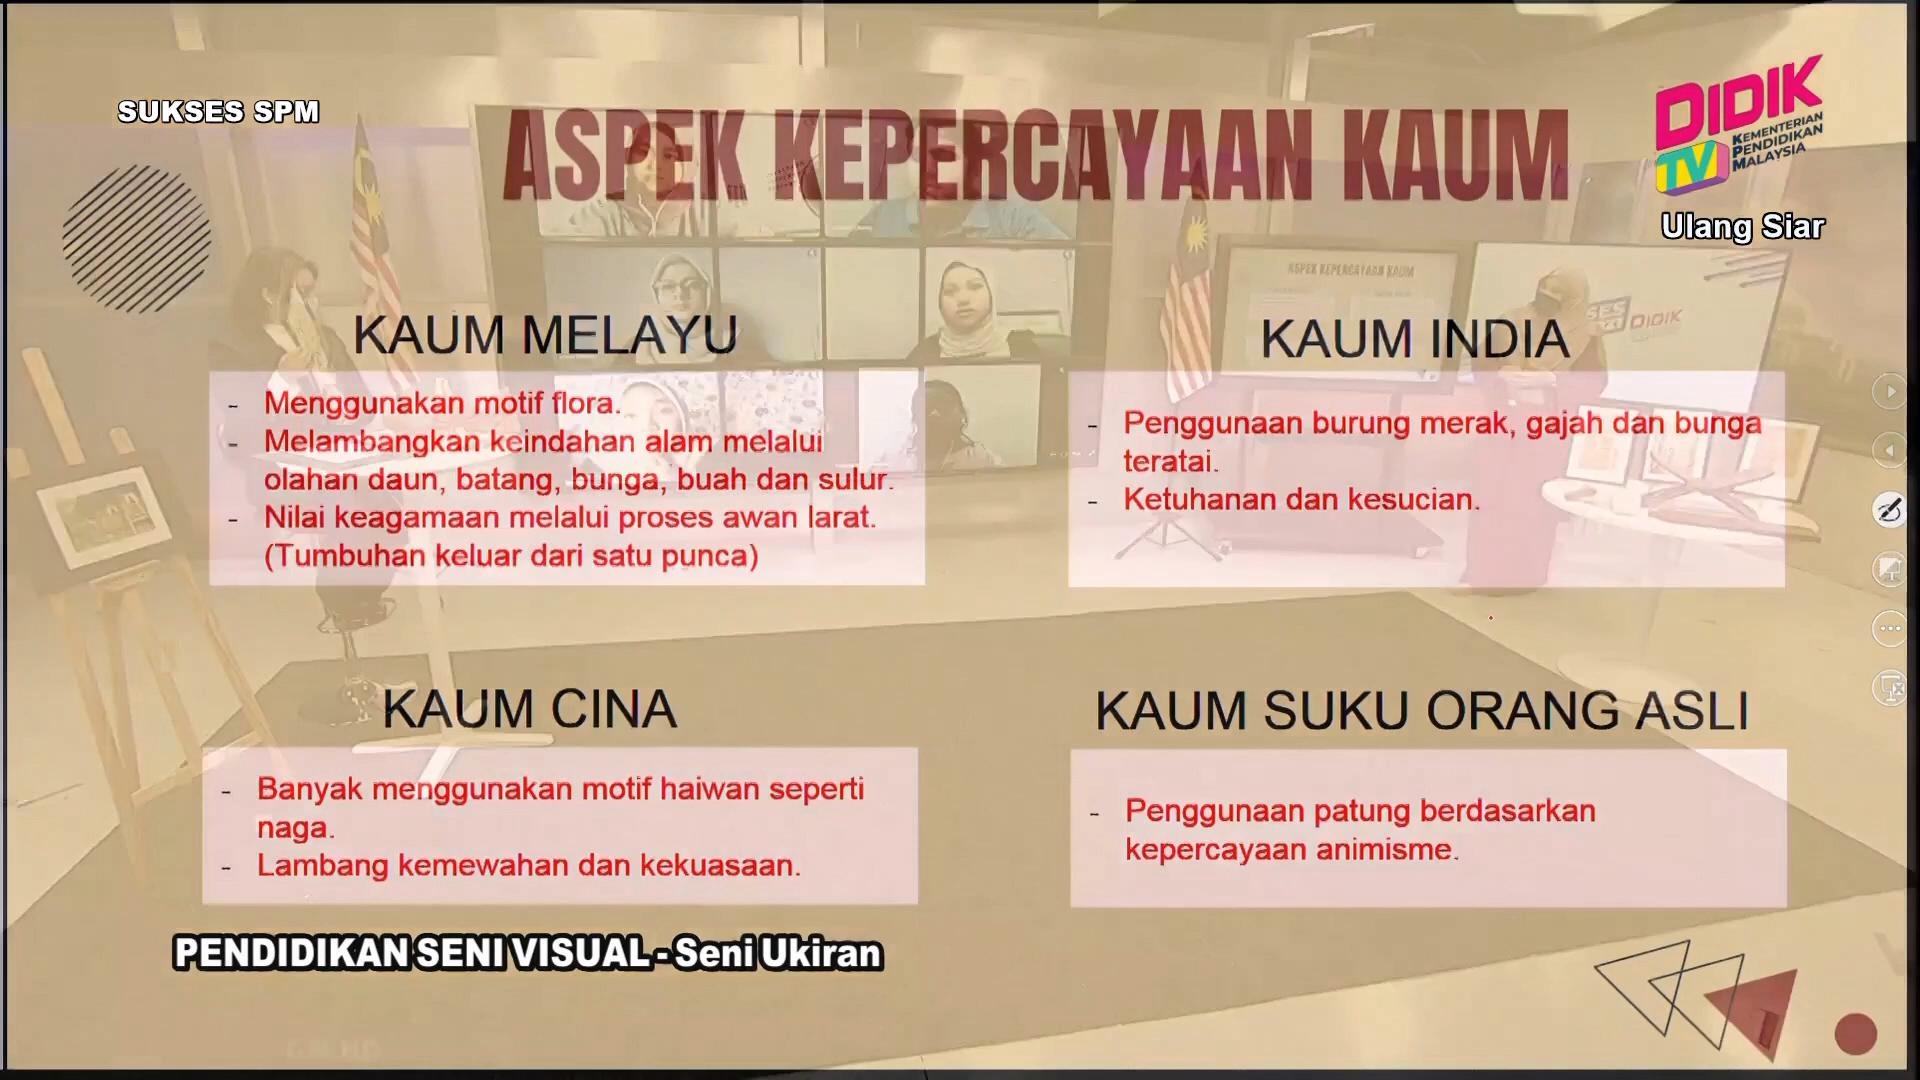 SUKSES SPM
ASPEK KEPERCAYAAN KAUM
DIDIK
TV
KEMENTERIAN
PENDIDIKAN
MALAYSIA
Ulang Siar
ASPEK KEPERCAYAAN KAUM
DIDIK
KAUM MELAYU
- Menggunakan motif flora.
- Melambangkan keindahan alam melalui
olahan daun, batang, bunga, buah dan sulur.
- Nilai keagamaan melalui proses awan larat.
(Tumbuhan keluar dari satu punca)
KAUM INDIA
- Penggunaan burung merak, gajah dan bunga
teratai.
- Ketuhanan dan kesucian.
KAUM CINA
- Banyak menggunakan motif haiwan seperti
naga.
- Lambang kemewahan dan kekuasaan.
KAUM SUKU ORANG ASLI
- Penggunaan patung berdasarkan
kepercayaan animisme.
PENDIDIKAN SENI VISUAL - Seni Ukiran